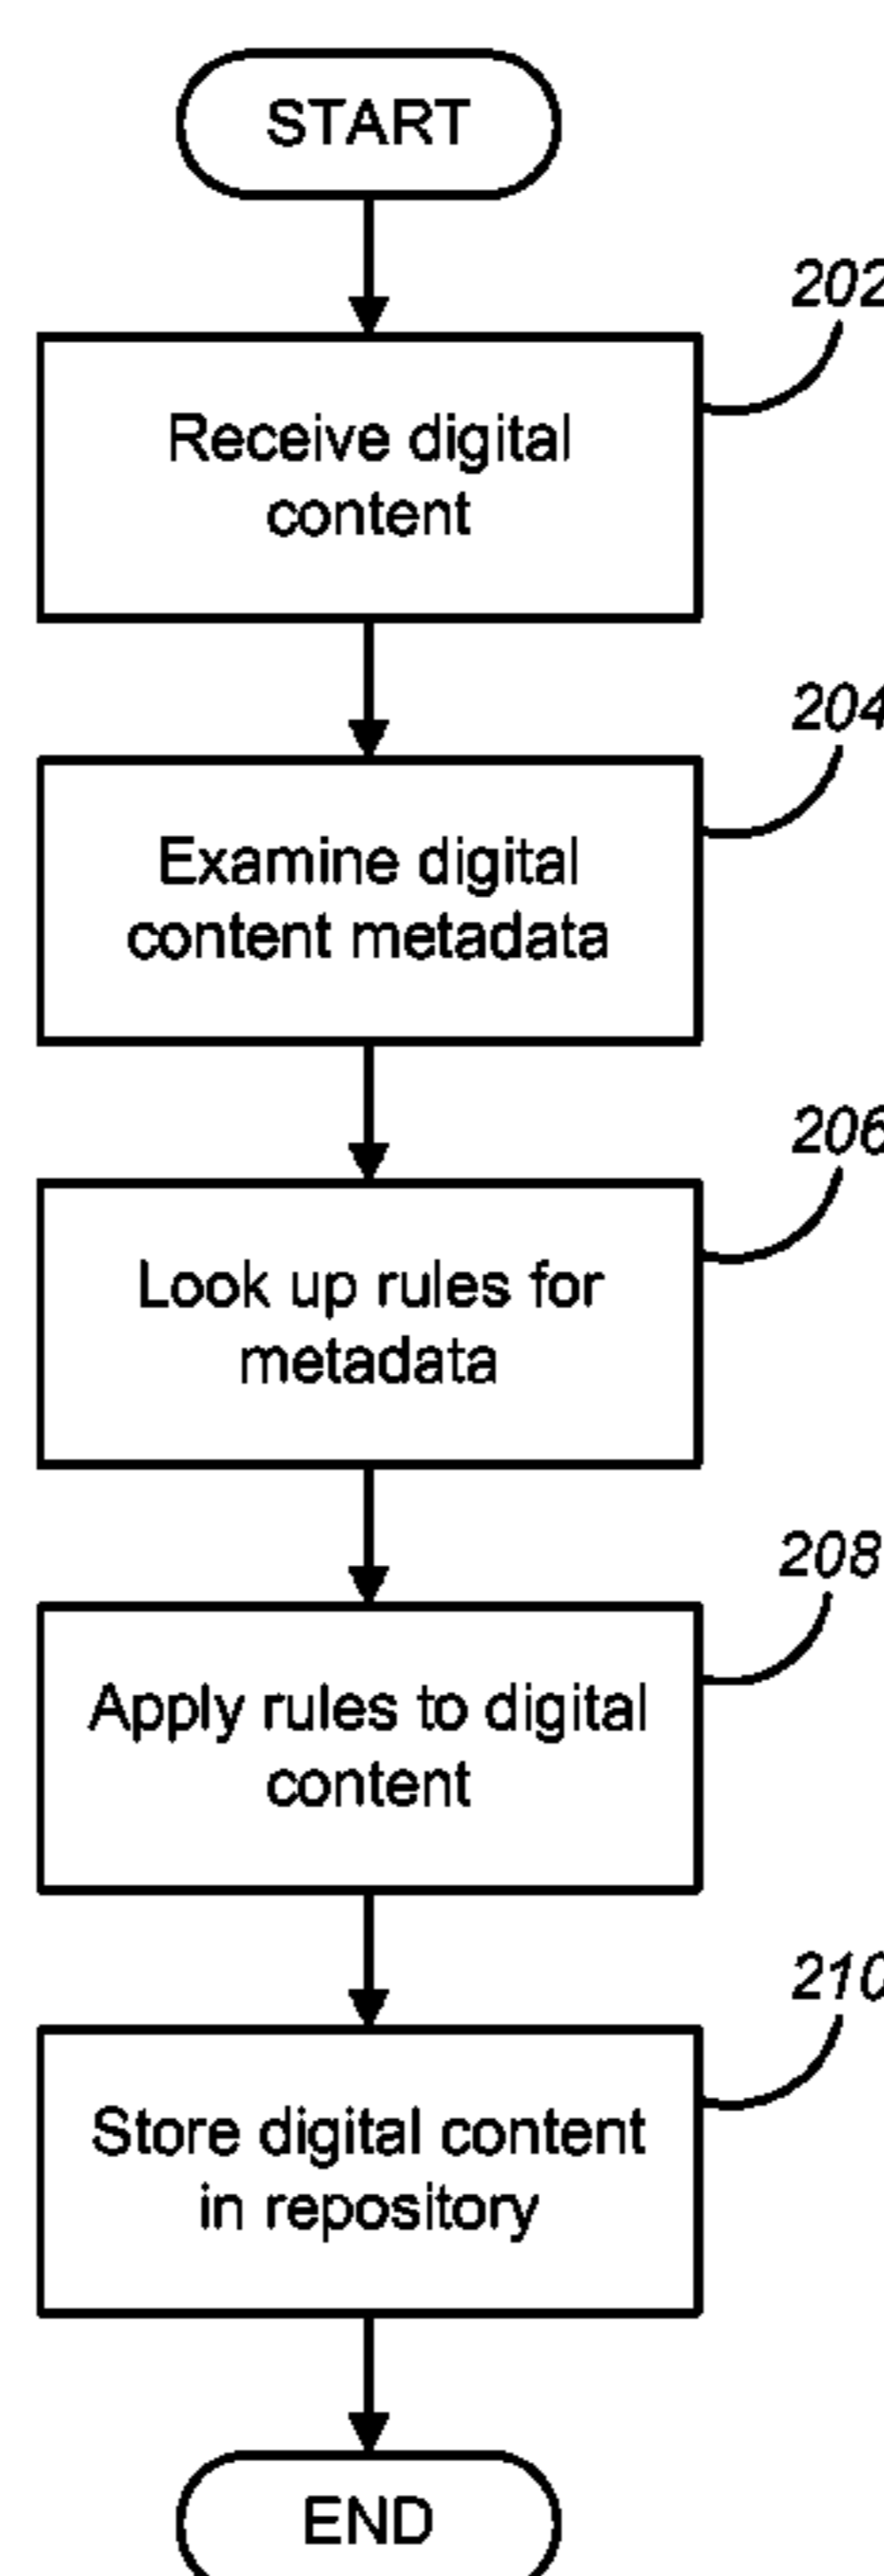 START
202
Receive digital
content
204
Examine digital
content metadata
206
Look up rules for
metadata
208
Apply rules to digital
content
210
Store digital content
in repository
END